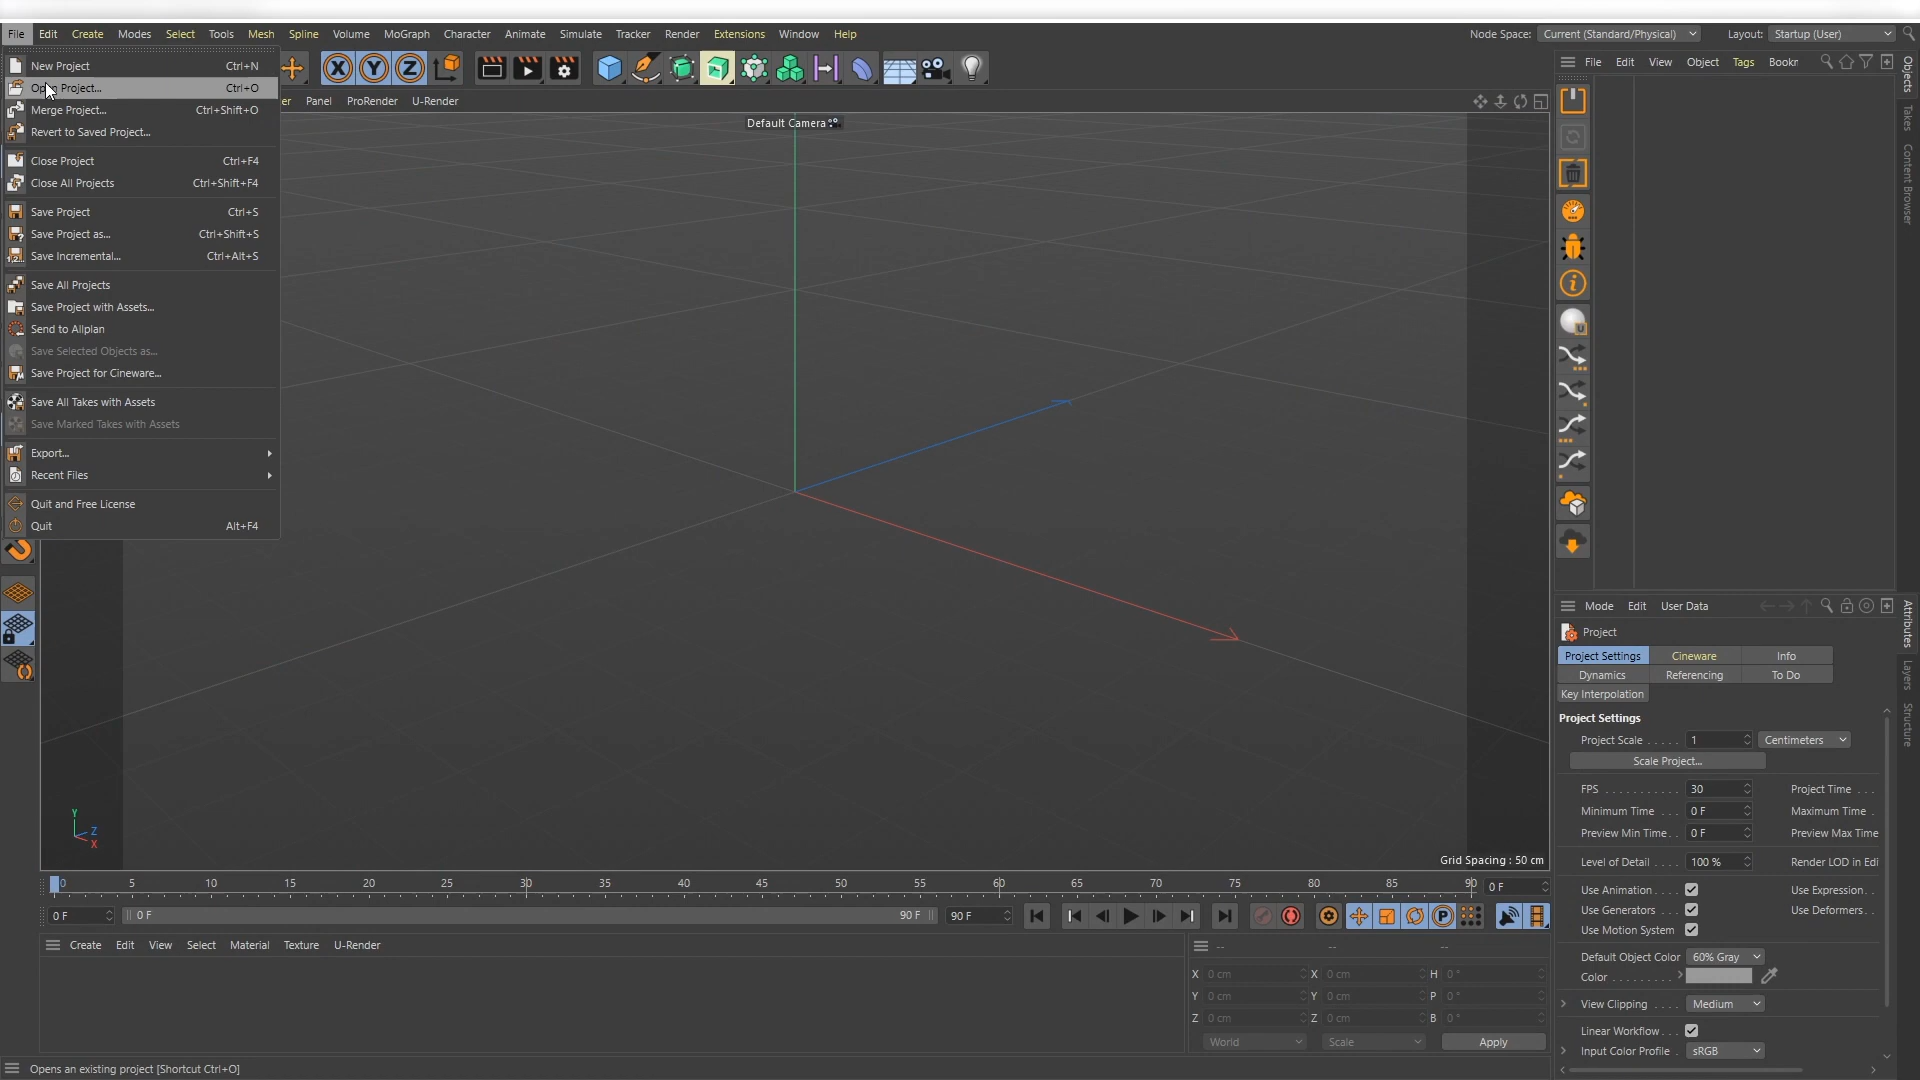 File Edit Create Modes Select Tools Mesh Spline Volume MoGraph Character Animate Simulate Tracker Render Extensions Window Help Node Space: Current (Standard/Physical) Layout: Startup (User)
New Project Ctrl+N
Open Project... Ctrl+O
Merge Project... Ctrl+Shift+O
Revert to Saved Project...
Close Project Ctrl+F4
Close All Projects Ctrl+Shift+F4
Save Project Ctrl+S
Save Project as... Ctrl+Shift+S
Save Incremental... Ctrl+Alt+S
Save All Projects
Save Project with Assets...
Send to Allplan
Save Selected Objects as...
Save Project for Cineware...
Save All Takes with Assets
Save Marked Takes with Assets
Export...
Recent Files
Quit and Free License
Quit Alt+F4
X Y Z
er Panel ProRender U-Render
Default Camera
Y
Z
X
Grid Spacing : 50 cm
File Edit View Object Tags Bookr
Objects
Takes
Content Browser
Mode Edit User Data
Attributes
Layers
Structure
Project
Project Settings Cineware Info
Dynamics Referencing To Do
Key Interpolation
Project Settings
Project Scale . . . . . 1 Centimeters
Scale Project...
FPS . . . . . . . . . . . 30 Project Time . . .
Minimum Time . . . 0 F Maximum Time .
Preview Min Time. . 0 F Preview Max Time
Level of Detail . . . . 100 % Render LOD in Edi
Use Animation. . . . Use Expression. .
Use Generators . . . Use Deformers. .
Use Motion System
Default Object Color 60% Gray
Color . . . . . . . . . .
View Clipping . . . . Medium
Linear Workflow. . .
Input Color Profile . sRGB
0 5 10 15 20 25 30 35 40 45 50 55 60 65 70 75 80 85 90 0 F
0 F 0 F 90 F 90 F P
Create Edit View Select Material Texture U-Render
-- -- --
X 0 cm X 0 cm H 0 °
Y 0 cm Y 0 cm P 0 °
Z 0 cm Z 0 cm B 0 °
World Scale Apply
Opens an existing project [Shortcut Ctrl+O]